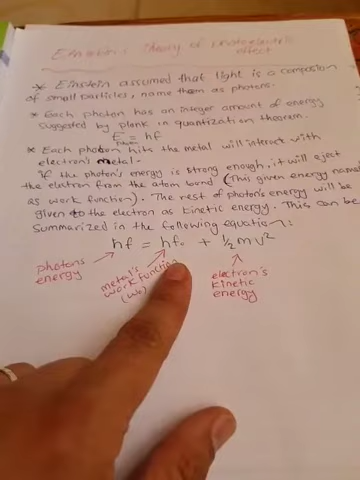 Einstein's theory of photoelectric
effect
* Einstein assumed that light is a composion
of small particles, name them as photons.
* Each photon has an integer amount of energy
suggested by plank in quantization theorem.
E = hf
* Each photon hits the metal will interact with
electron's metal.
if the photon's energy is strong enough, it will eject
the electron from the atom bond (This given energy named
as work function). The rest of photon's energy will be
given to the electron as kinetic energy. This can be
summarized in the following equation:
hf = hf₀ + ½mv²
photons
energy
metal's
work function
(W₀)
electron's
kinetic
energy